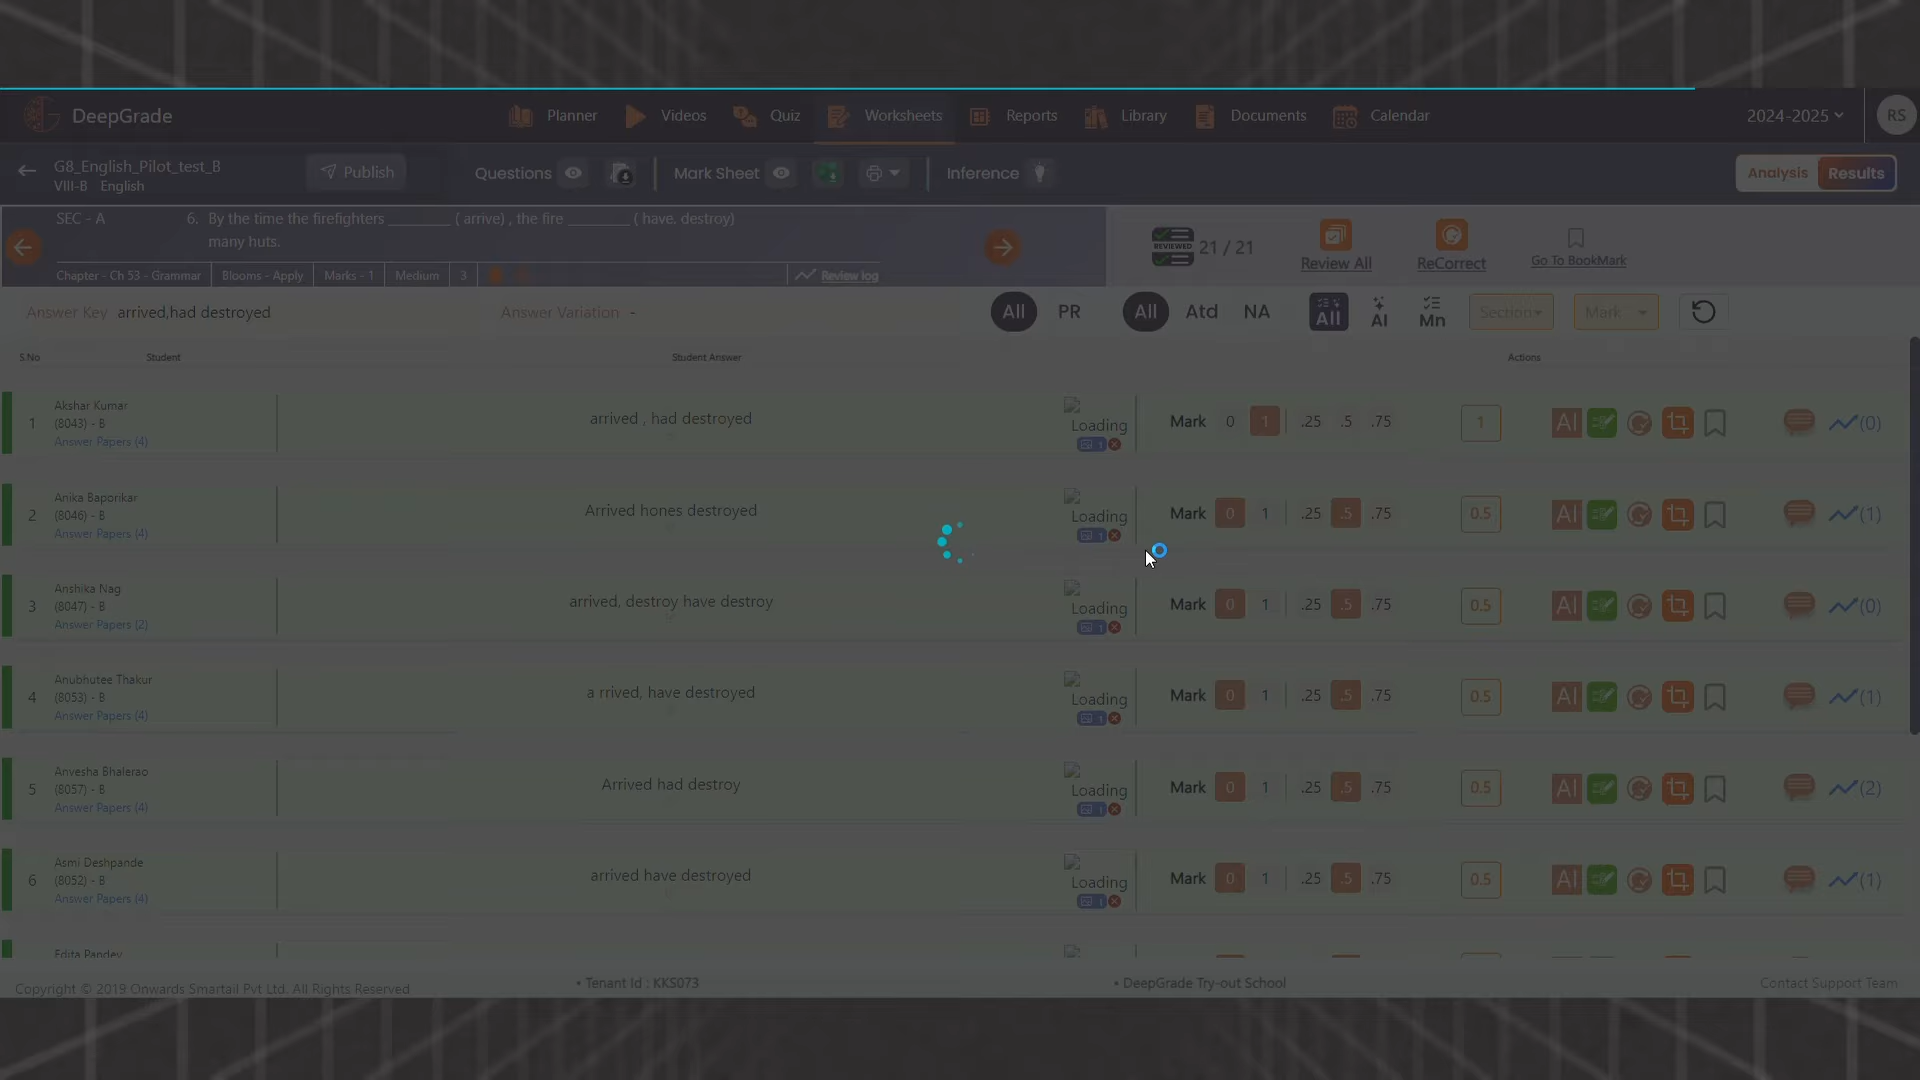 DeepGrade
Planner
Videos
Quiz
Worksheets
Reports
Library
Documents
Calendar
2024-2025
RS
G8_English_Pilot_test_B
VIII-B English
Publish
Questions
Mark Sheet
Inference
Analysis
Results
SEC - A
6. By the time the firefighters ________ ( arrive) , the fire ________ ( have. destroy)
many huts.
Chapter - Ch 53 - Grammar
Blooms - Apply
Marks - 1
Medium
3
Review log
REVIEWED
21 / 21
Review All
ReCorrect
Go To BookMark
Answer Key arrived,had destroyed
Answer Variation -
All
PR
All
Atd
NA
All
AI
Mn
Section
Mark
S.No
Student
Student Answer
Actions
1
Akshar Kumar
(8043) - B
Answer Papers (4)
arrived , had destroyed
Loading
1
Mark 0 1 .25 .5 .75
1
AI
(0)
2
Anika Baporikar
(8046) - B
Answer Papers (4)
Arrived hones destroyed
Loading
1
Mark 0 1 .25 .5 .75
0.5
AI
(1)
3
Anshika Nag
(8047) - B
Answer Papers (2)
arrived, destroy have destroy
Loading
1
Mark 0 1 .25 .5 .75
0.5
AI
(0)
4
Anubhutee Thakur
(8053) - B
Answer Papers (4)
a rrived, have destroyed
Loading
1
Mark 0 1 .25 .5 .75
0.5
AI
(1)
5
Anvesha Bhalerao
(8057) - B
Answer Papers (4)
Arrived had destroy
Loading
1
Mark 0 1 .25 .5 .75
0.5
AI
(2)
6
Asmi Deshpande
(8052) - B
Answer Papers (4)
arrived have destroyed
Loading
1
Mark 0 1 .25 .5 .75
0.5
AI
(1)
Edita Pandey
Copyright © 2019 Onwards Smartail Pvt Ltd. All Rights Reserved
• Tenant Id : KKS073
• DeepGrade Try-out School
Contact Support Team